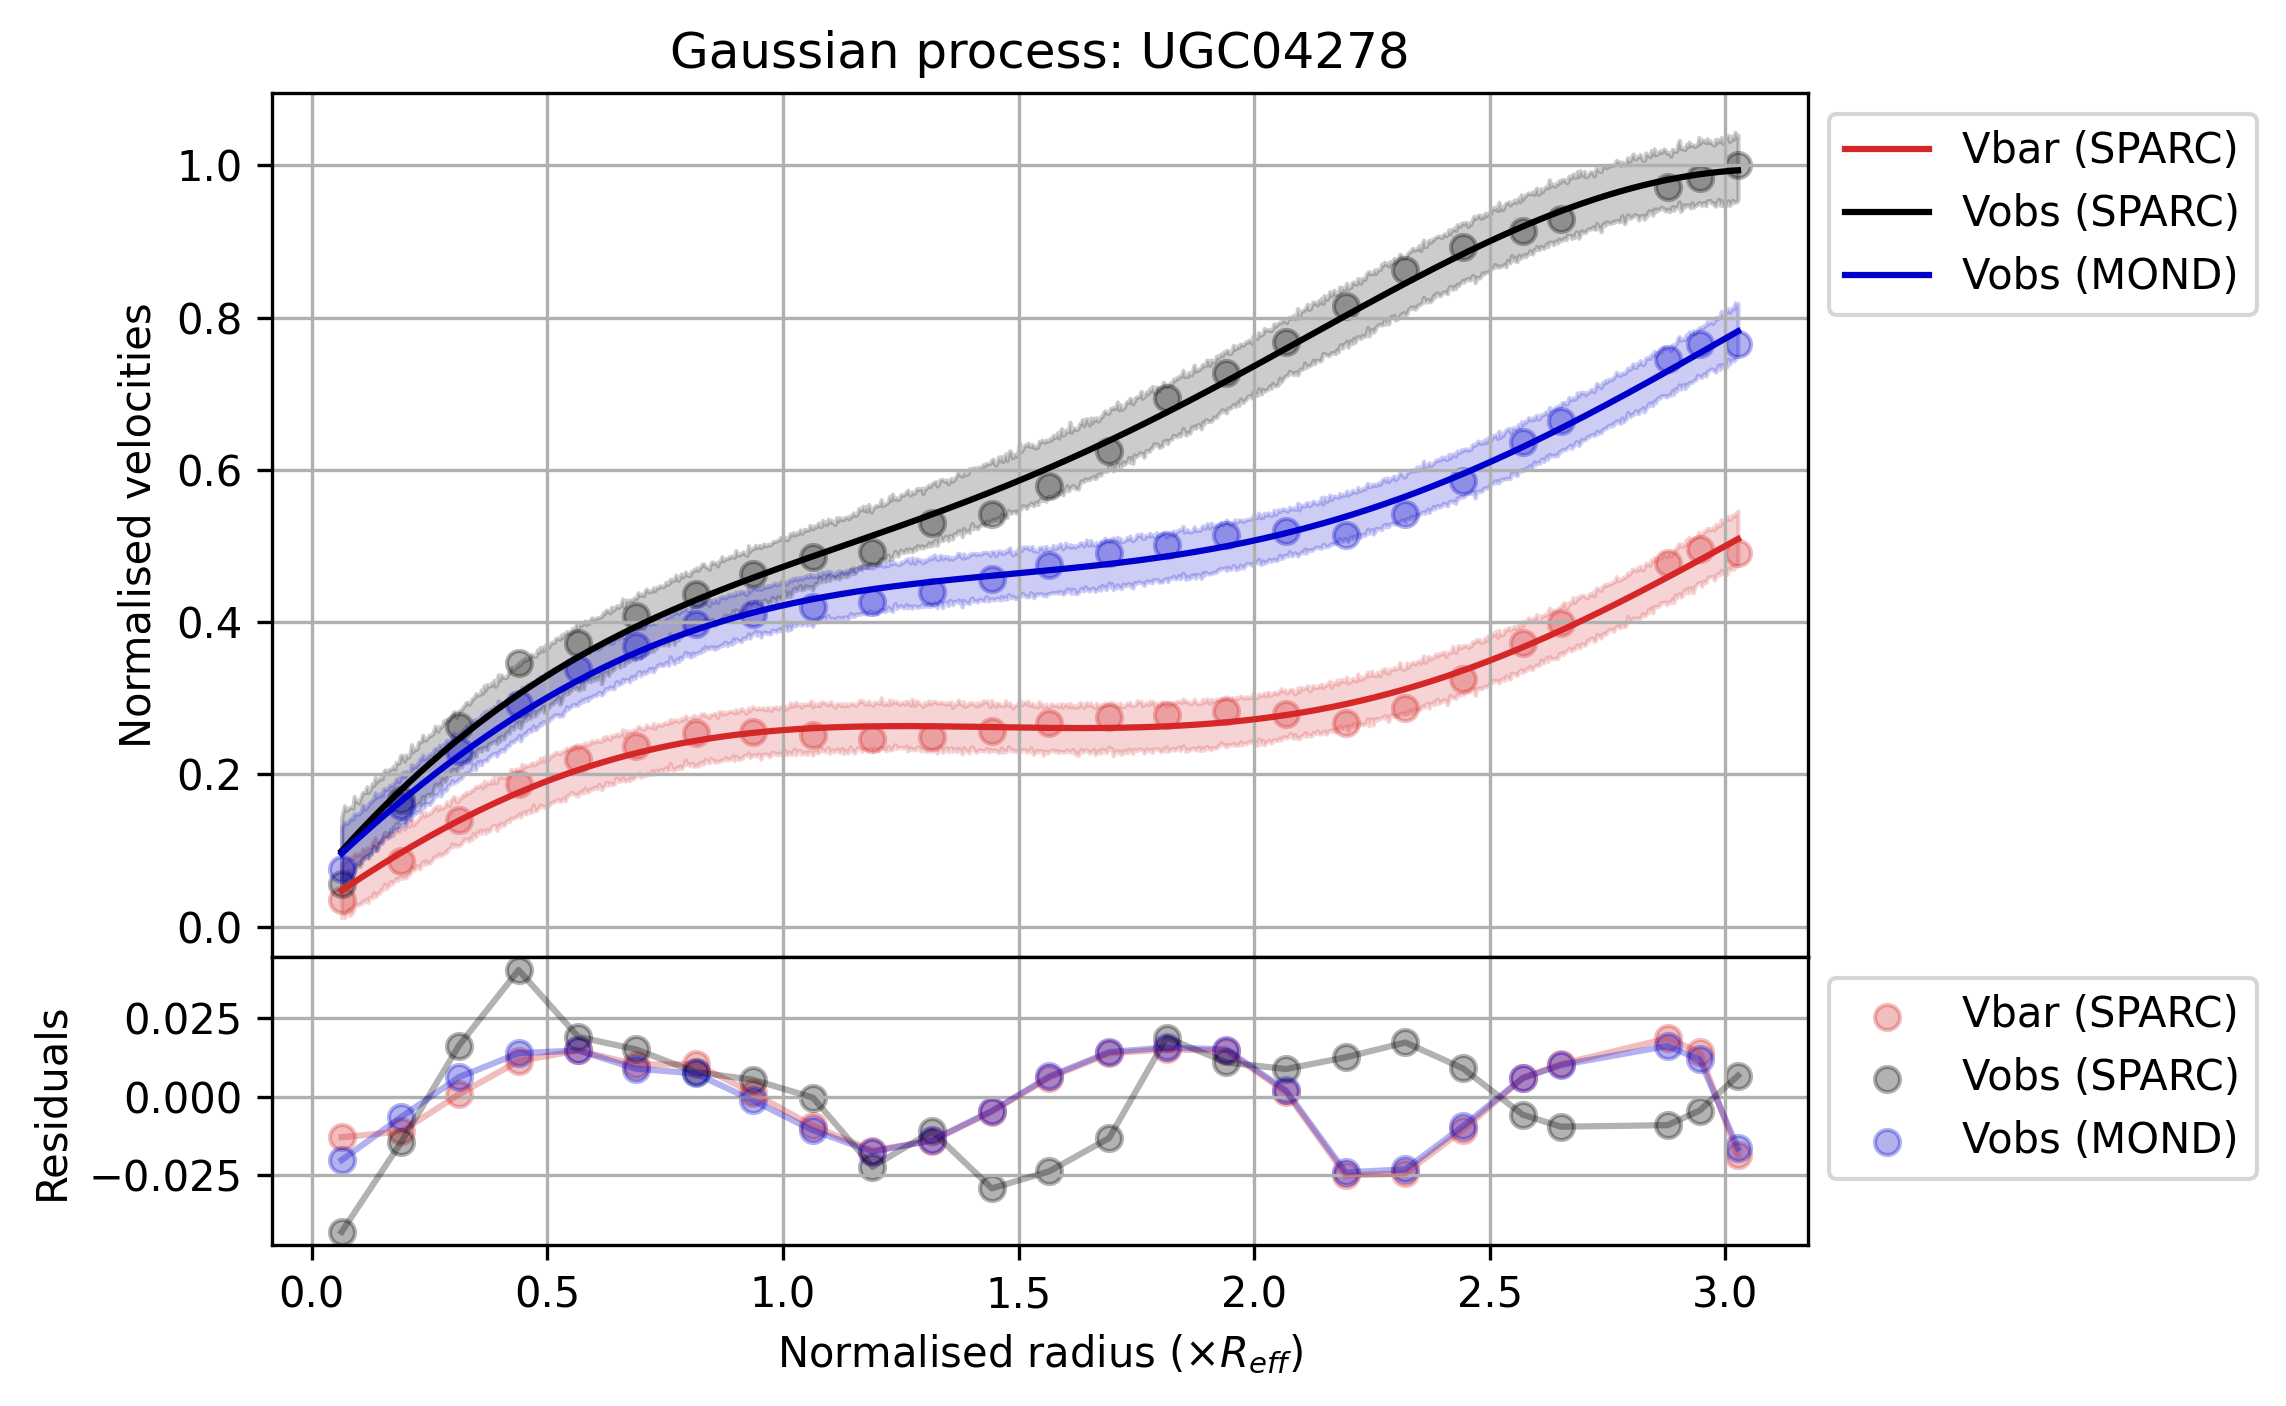 Gaussian process: UGC04278
Normalised velocities
1.0
0.8
0.6
0.4
0.2
0.0
Vbar (SPARC)
Vobs (SPARC)
Vobs (MOND)
Residuals
0.025
0.000
−0.025
Vbar (SPARC)
Vobs (SPARC)
Vobs (MOND)
0.0 0.5 1.0 1.5 2.0 2.5 3.0
Normalised radius (×R_eff)